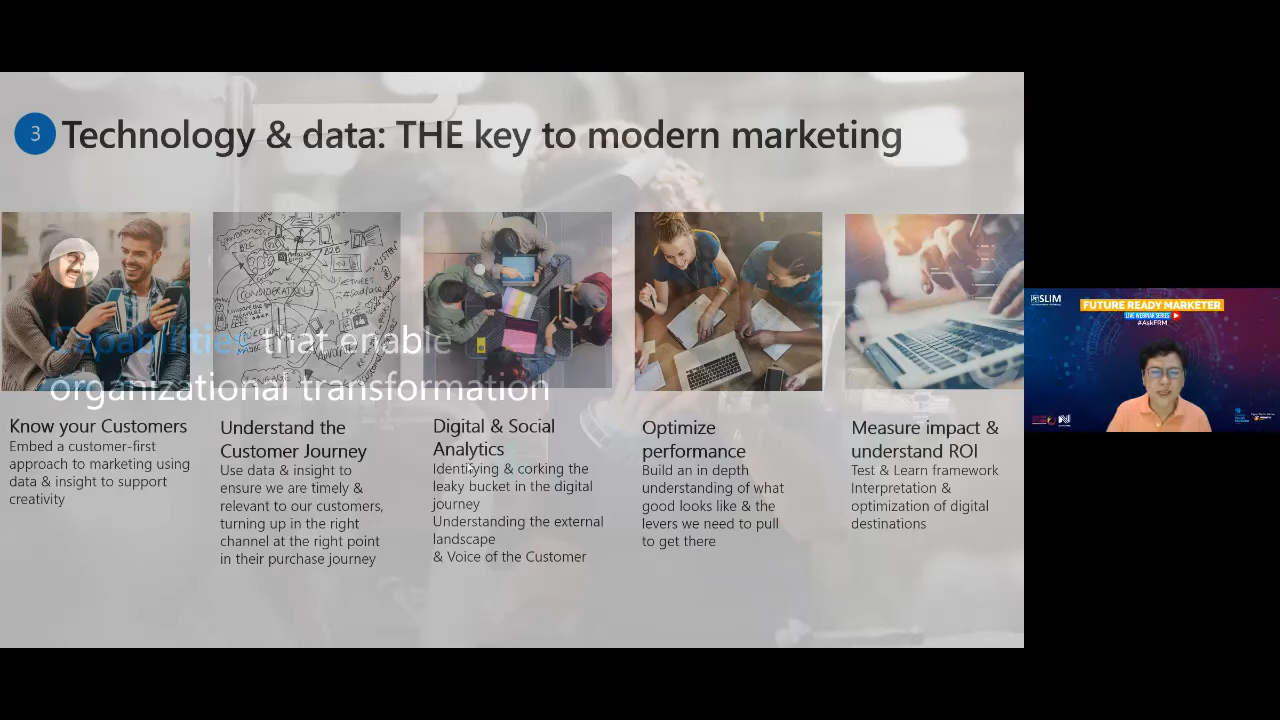 3
Technology & data: THE key to modern marketing
Capabilities that enable
organizational transformation
Know your Customers
Embed a customer-first
approach to marketing using
data & insight to support
creativity
Understand the
Customer Journey
Use data & insight to
ensure we are timely &
relevant to our customers,
turning up in the right
channel at the right point
in their purchase journey
Digital & Social
Analytics
Identifying & corking the
leaky bucket in the digital
journey
Understanding the external
landscape
& Voice of the Customer
Optimize
performance
Build an in depth
understanding of what
good looks like & the
levers we need to pull
to get there
Measure impact &
understand ROI
Test & Learn framework
Interpretation &
optimization of digital
destinations
SLIM
FUTURE READY MARKETER
LIVE WEBINAR SERIES
#AskFRM